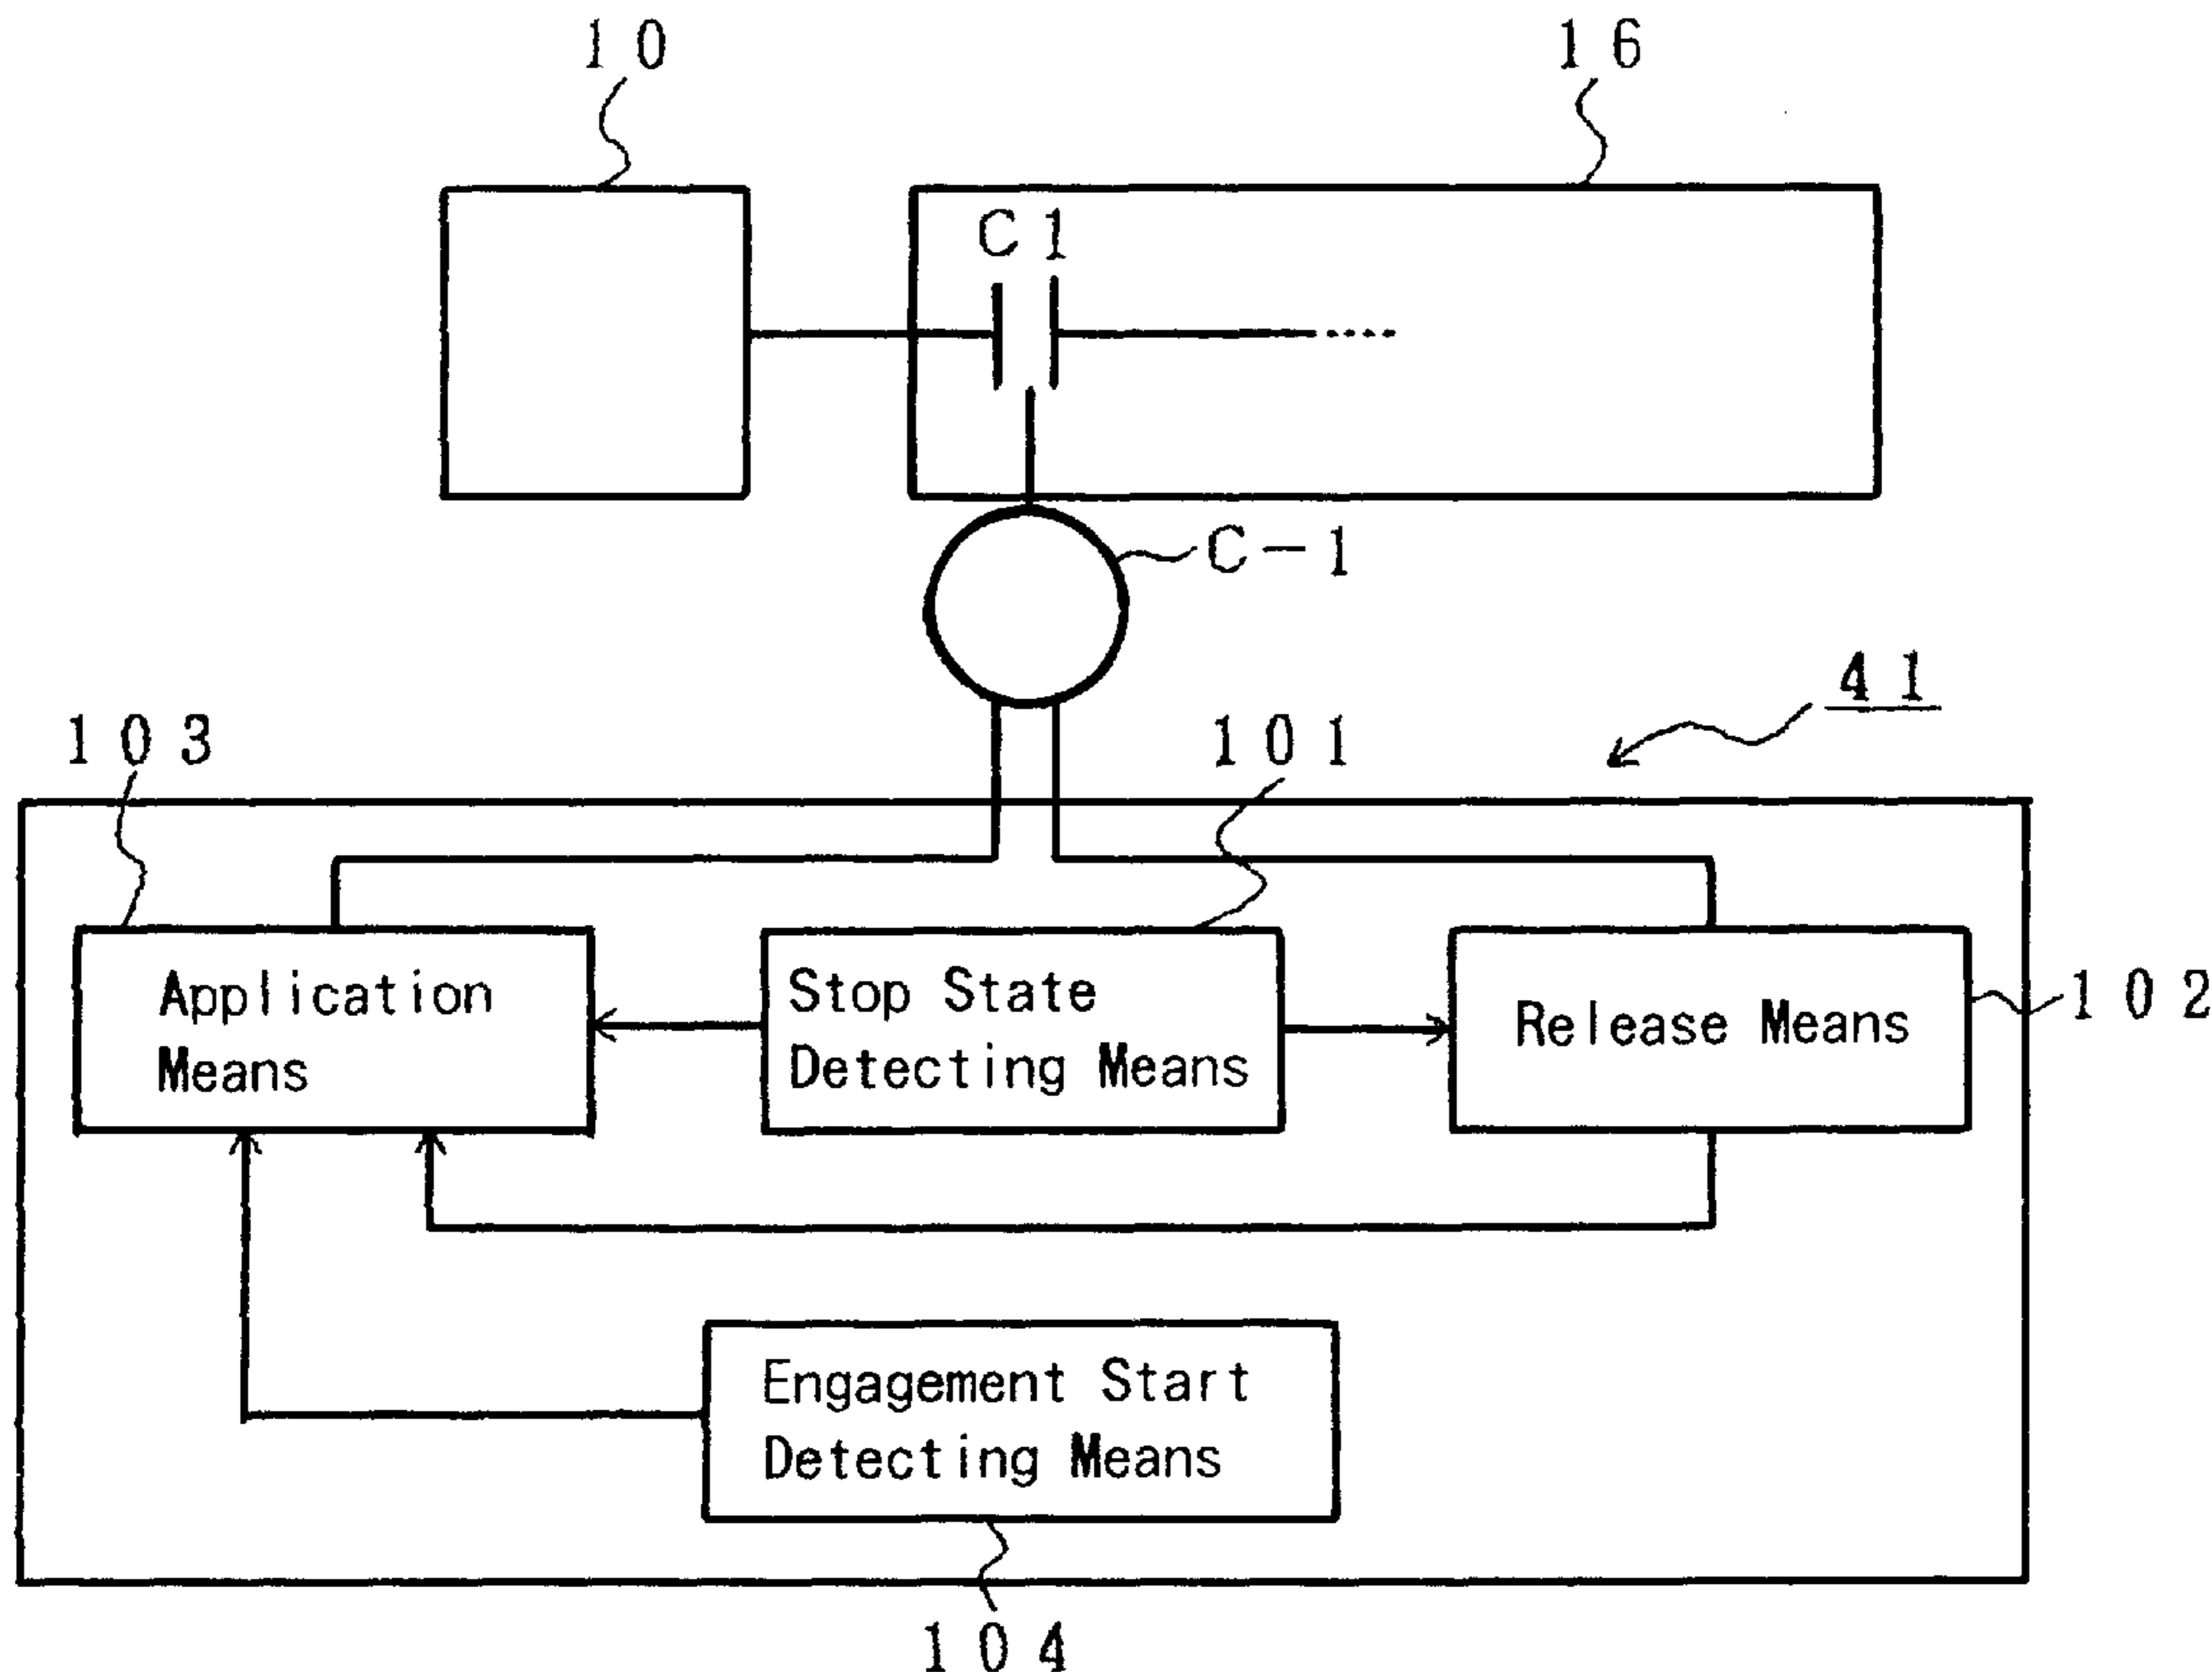 10
16
C1
C-1
41
103
101
Application
Means
Stop State
Detecting Means
Release Means
102
Engagement Start
Detecting Means
104